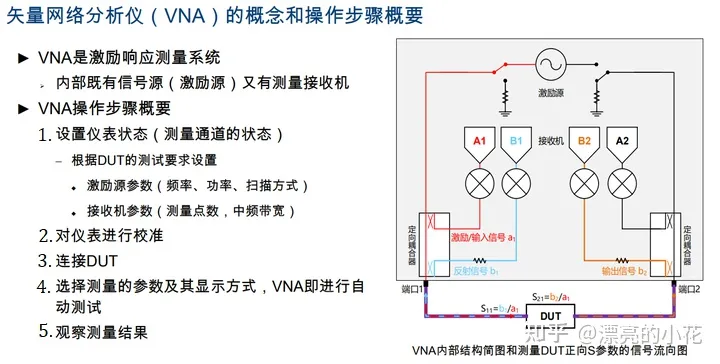 矢量网络分析仪（VNA）的概念和操作步骤概要
► VNA是激励响应测量系统
内部既有信号源（激励源）又有测量接收机
► VNA操作步骤概要
1.设置仪表状态（测量通道的状态）
– 根据DUT的测试要求设置
◆ 激励源参数（频率、功率、扫描方式）
◆ 接收机参数（测量点数，中频带宽）
2.对仪表进行校准
3.连接DUT
4.选择测量的参数及其显示方式，VNA即进行自
动测试
5.观察测量结果
激励源
A1
B1
接收机
B2
A2
定向耦合器
激励/输入信号 a₁
反射信号 b₁
输出信号 b₂
定向耦合器
端口1
端口2
S₁₁=b₁/a₁
S₂₁=b₂/a₁
DUT
知乎 @漂亮的小花
VNA内部结构简图和测量DUT正向S参数的信号流向图